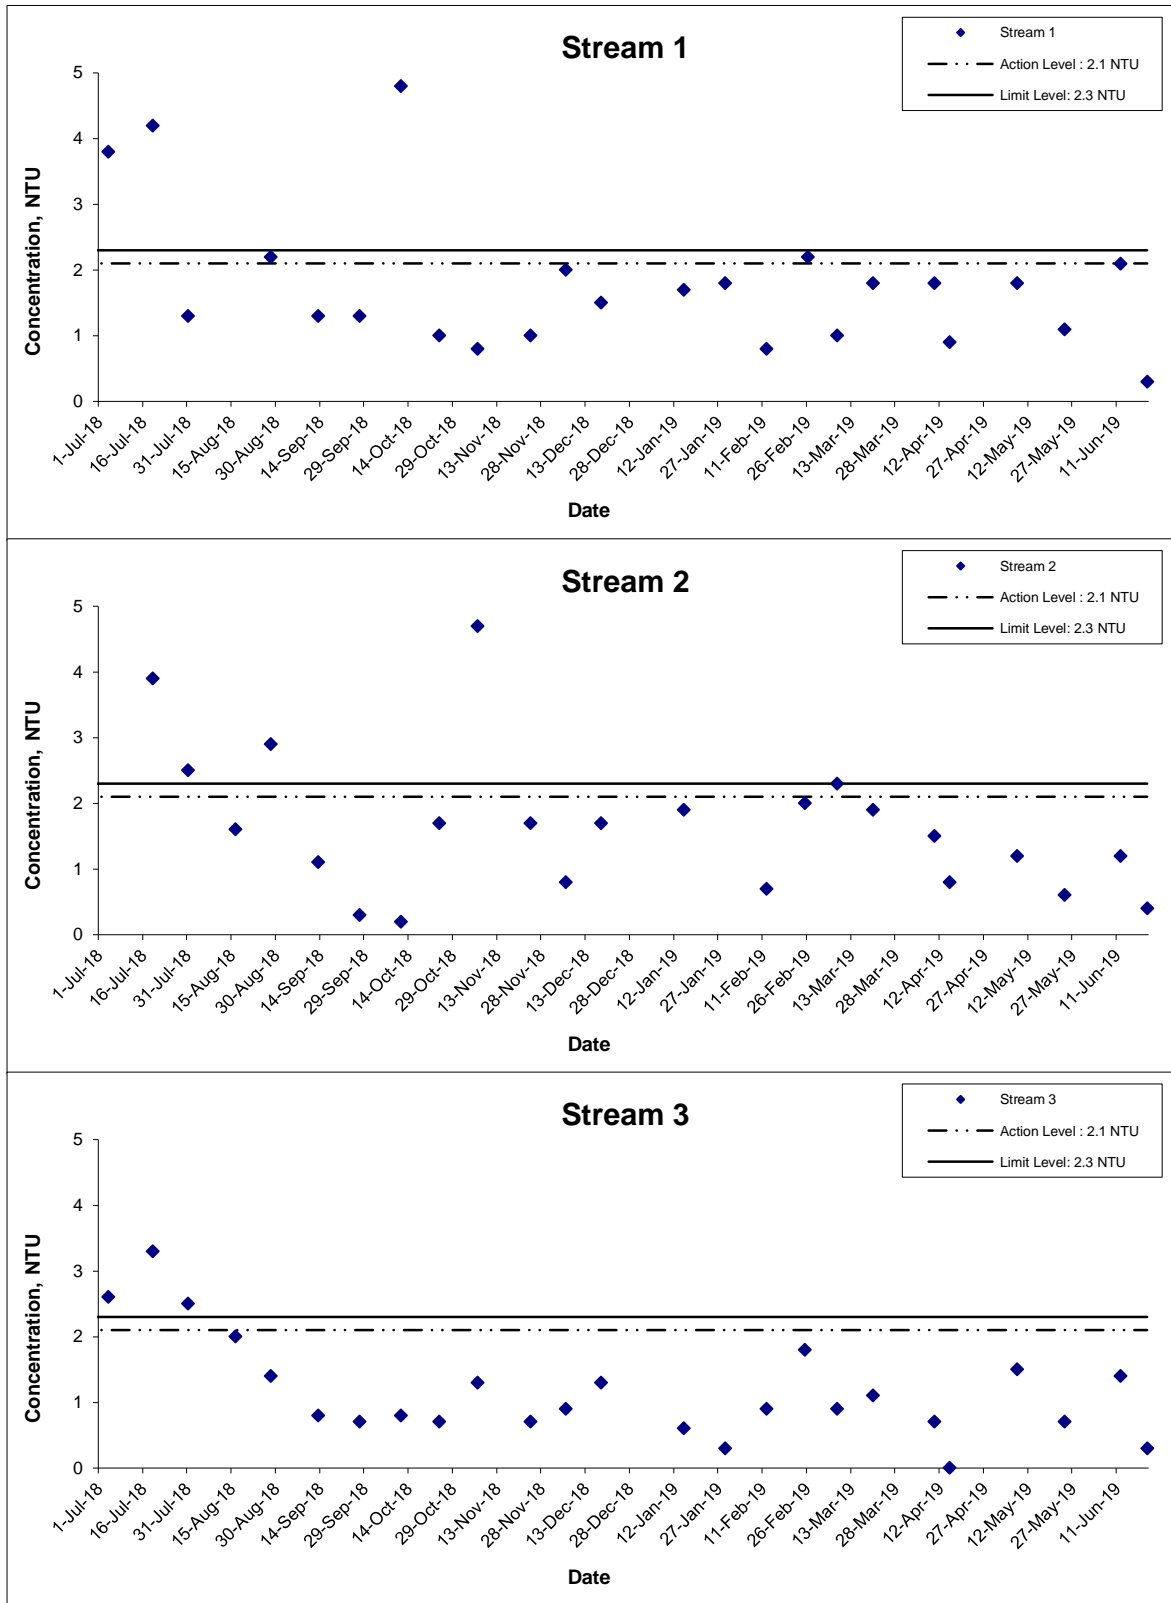 Stream 1
Stream 1
Action Level : 2.1 NTU
Limit Level: 2.3 NTU
Concentration, NTU
5
4
3
2
1
0
1-Jul-18
16-Jul-18
31-Jul-18
15-Aug-18
30-Aug-18
14-Sep-18
29-Sep-18
14-Oct-18
29-Oct-18
13-Nov-18
28-Nov-18
13-Dec-18
28-Dec-18
12-Jan-19
27-Jan-19
11-Feb-19
26-Feb-19
13-Mar-19
28-Mar-19
12-Apr-19
27-Apr-19
12-May-19
27-May-19
11-Jun-19
Date
Stream 2
Stream 2
Action Level : 2.1 NTU
Limit Level: 2.3 NTU
Concentration, NTU
5
4
3
2
1
0
1-Jul-18
16-Jul-18
31-Jul-18
15-Aug-18
30-Aug-18
14-Sep-18
29-Sep-18
14-Oct-18
29-Oct-18
13-Nov-18
28-Nov-18
13-Dec-18
28-Dec-18
12-Jan-19
27-Jan-19
11-Feb-19
26-Feb-19
13-Mar-19
28-Mar-19
12-Apr-19
27-Apr-19
12-May-19
27-May-19
11-Jun-19
Date
Stream 3
Stream 3
Action Level : 2.1 NTU
Limit Level: 2.3 NTU
Concentration, NTU
5
4
3
2
1
0
1-Jul-18
16-Jul-18
31-Jul-18
15-Aug-18
30-Aug-18
14-Sep-18
29-Sep-18
14-Oct-18
29-Oct-18
13-Nov-18
28-Nov-18
13-Dec-18
28-Dec-18
12-Jan-19
27-Jan-19
11-Feb-19
26-Feb-19
13-Mar-19
28-Mar-19
12-Apr-19
27-Apr-19
12-May-19
27-May-19
11-Jun-19
Date